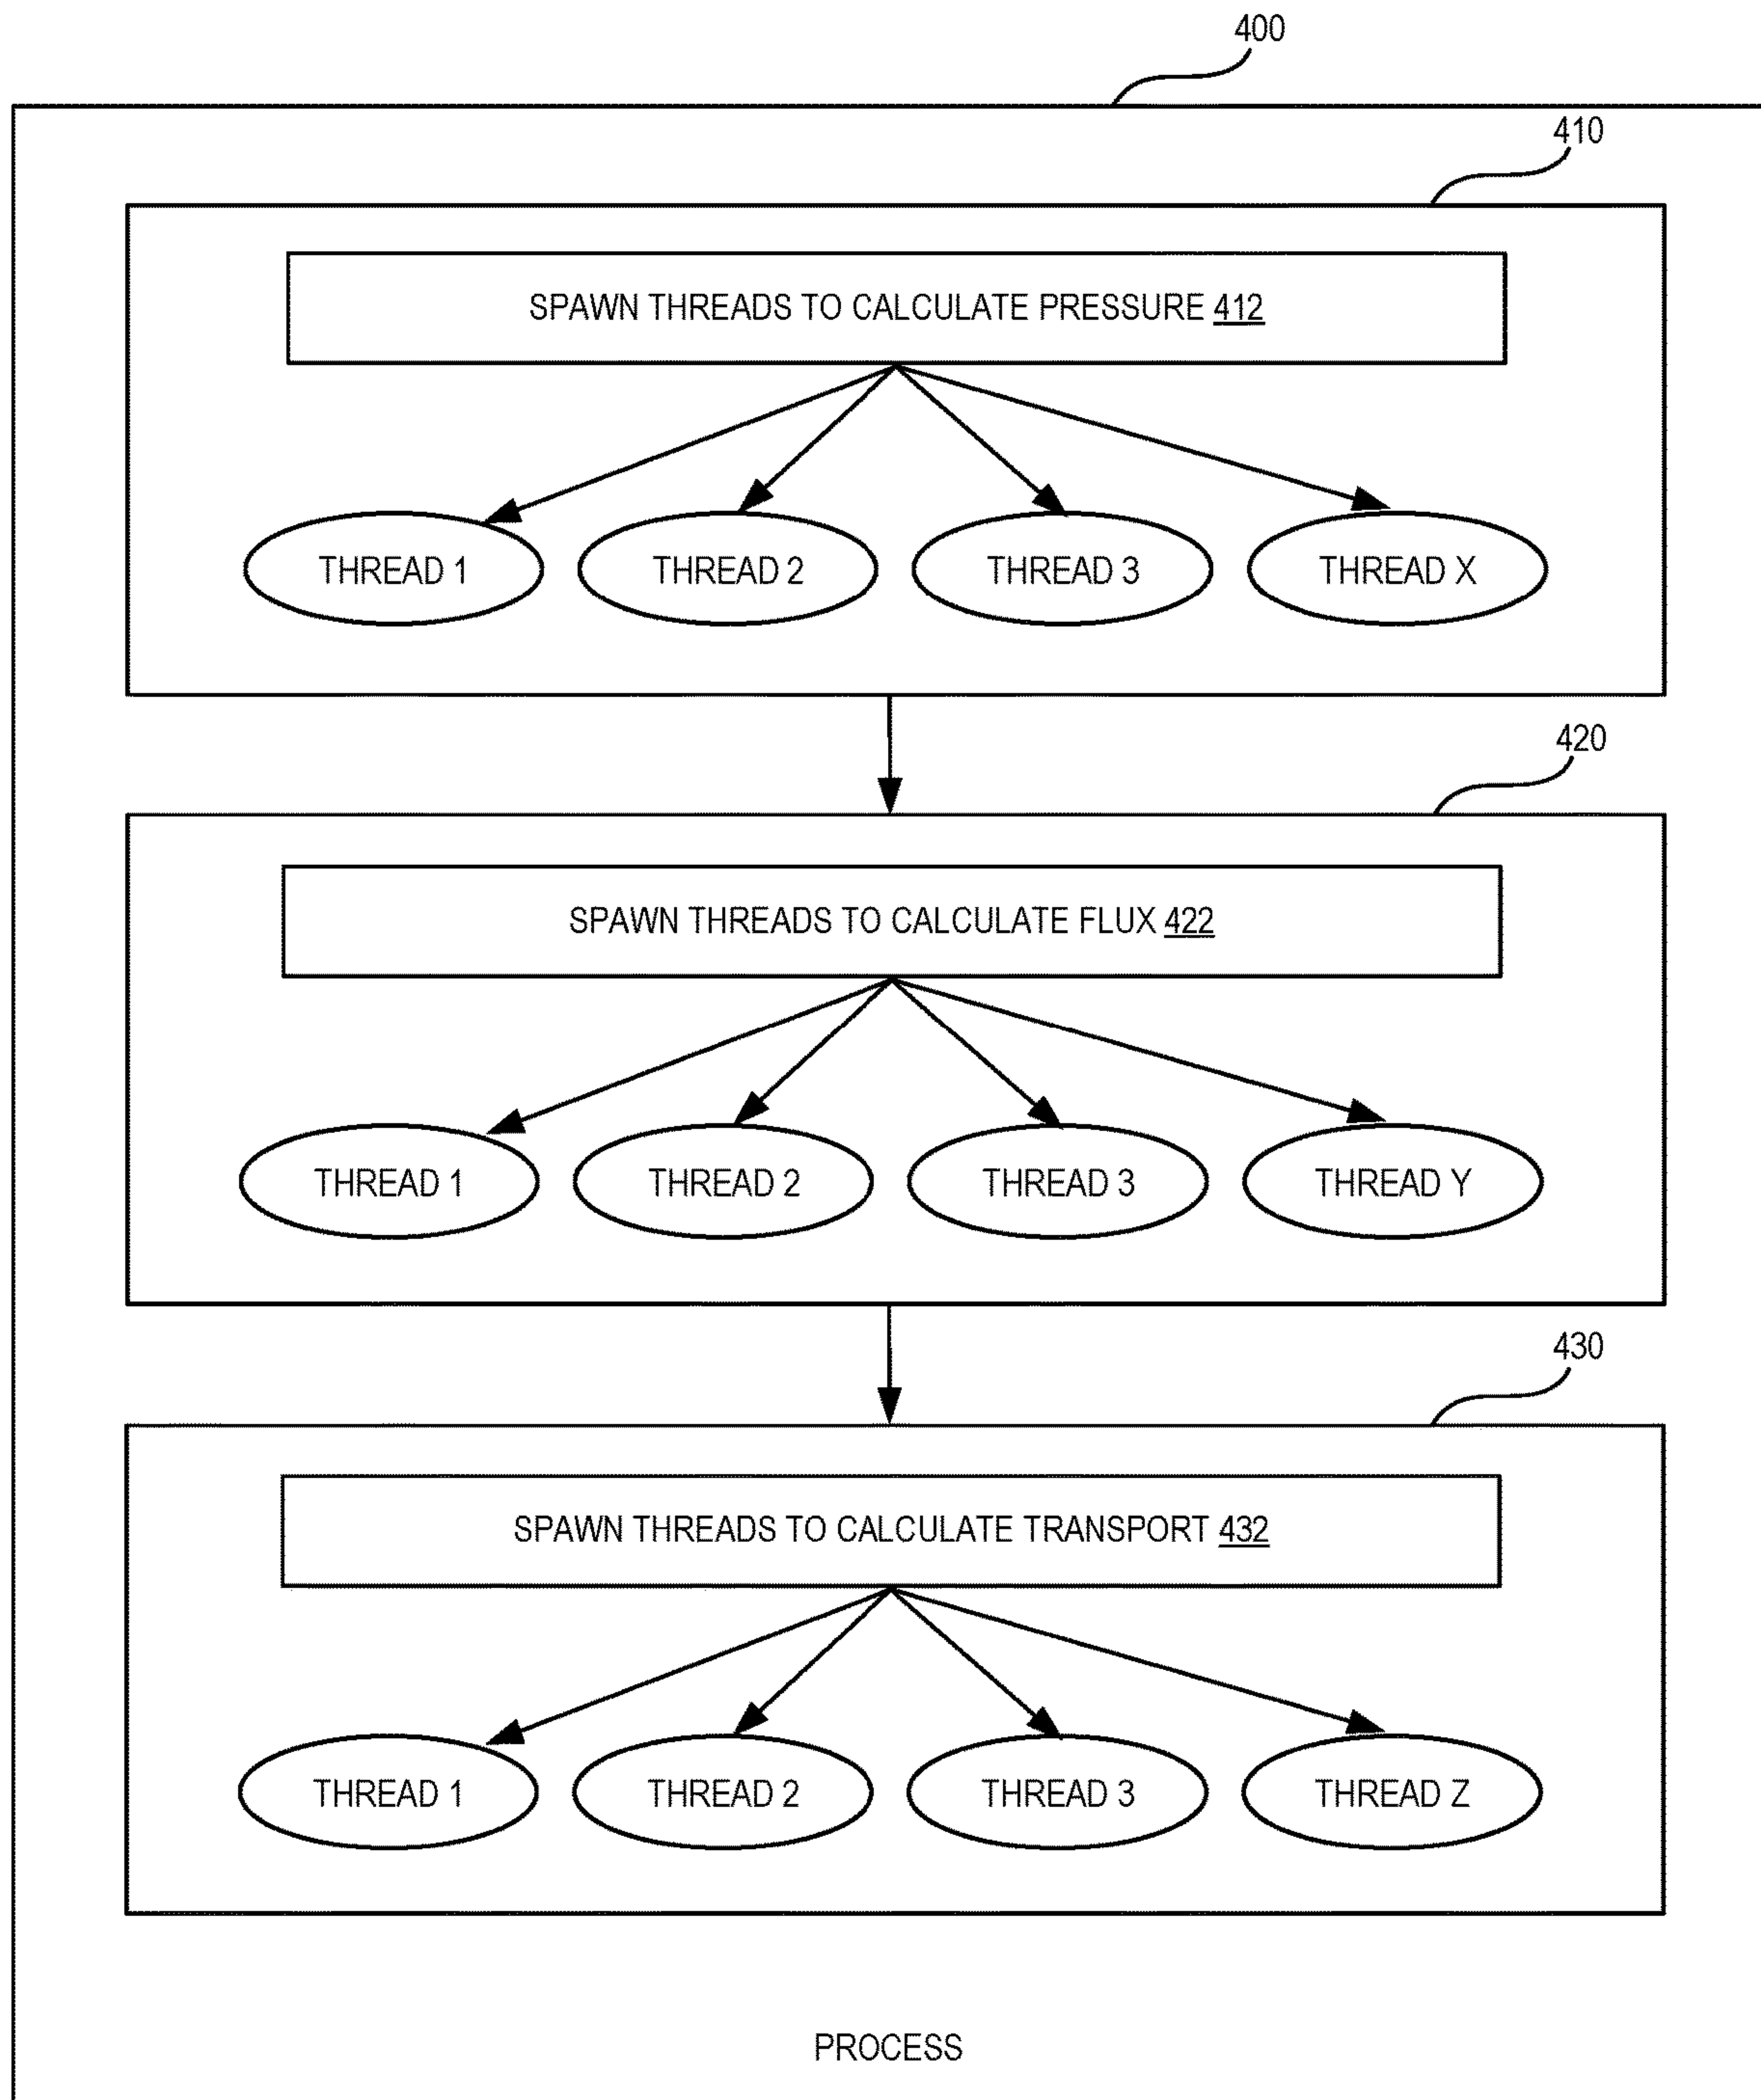 400
410
SPAWN THREADS TO CALCULATE PRESSURE 412
THREAD 1
THREAD 2
THREAD 3
THREAD X
420
SPAWN THREADS TO CALCULATE FLUX 422
THREAD 1
THREAD 2
THREAD 3
THREAD Y
430
SPAWN THREADS TO CALCULATE TRANSPORT 432
THREAD 1
THREAD 2
THREAD 3
THREAD Z
PROCESS